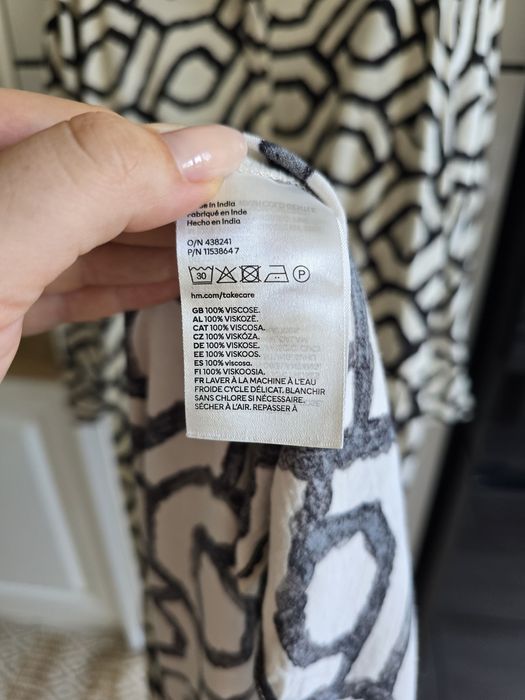 in India
Fabriqué en Inde
Hecho en India
O/N 438241
P/N 1153864 7
30
P
hm.com/takecare
GB 100% VISCOSE.
AL 100% VISKOZË.
CAT 100% VISCOSA.
CZ 100% VISKÓZA.
DE 100% VISKOSE.
EE 100% VISKOOS.
ES 100% viscosa.
FI 100% VISKOOSIA.
FR LAVER À LA MACHINE À L'EAU
FROIDE CYCLE DÉLICAT. BLANCHIR
SANS CHLORE SI NÉCESSAIRE.
SÉCHER À L'AIR. REPASSER À